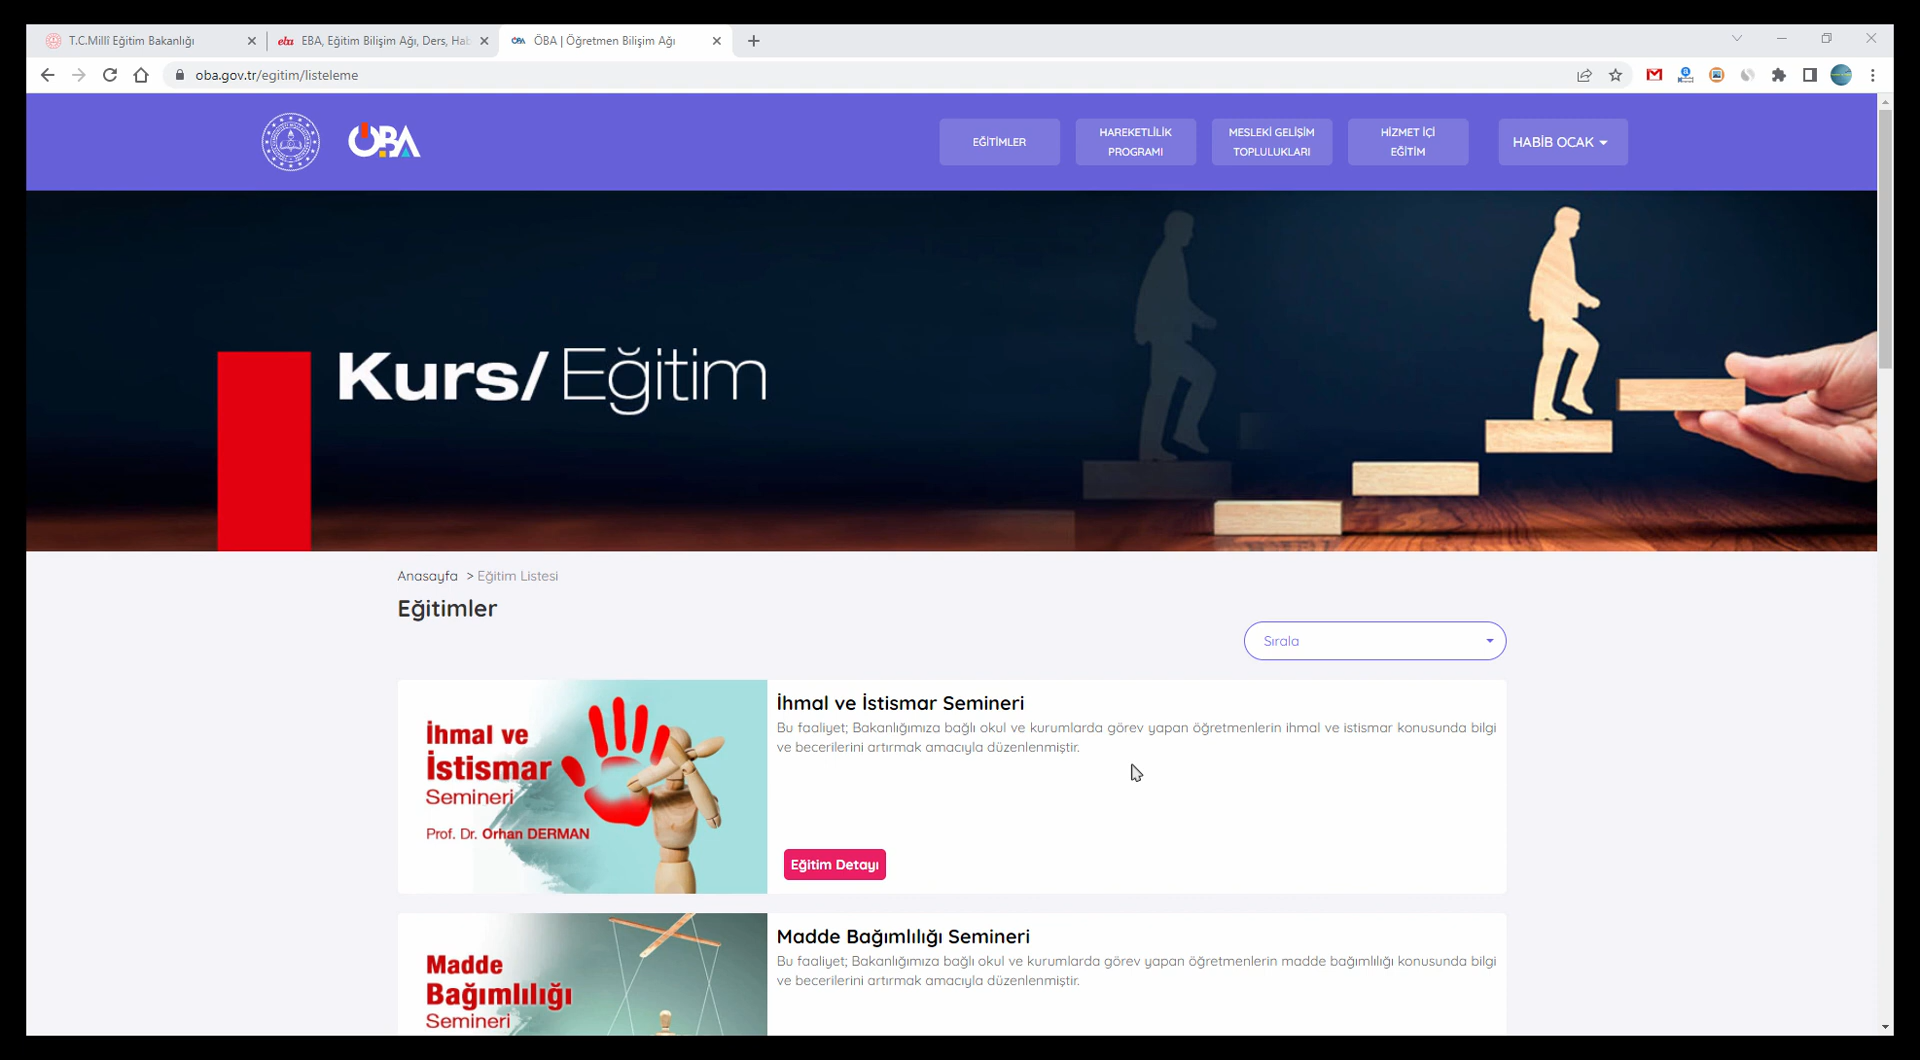 T.C.Millî Eğitim Bakanlığı
eba EBA, Eğitim Bilişim Ağı, Ders, Hab
ÖBA ÖBA | Öğretmen Bilişim Ağı
oba.gov.tr/egitim/listeleme
ÖBA
EĞİTİMLER
HAREKETLİLİK
PROGRAMI
MESLEKİ GELİŞİM
TOPLULUKLARI
HİZMET İÇİ
EĞİTİM
HABİB OCAK
Kurs/ Eğitim
Anasayfa > Eğitim Listesi
Eğitimler
Sırala
İhmal ve
İstismar
Semineri
Prof. Dr. Orhan DERMAN
İhmal ve İstismar Semineri
Bu faaliyet; Bakanlığımıza bağlı okul ve kurumlarda görev yapan öğretmenlerin ihmal ve istismar konusunda bilgi
ve becerilerini artırmak amacıyla düzenlenmiştir.
Eğitim Detayı
Madde
Bağımlılığı
Semineri
Madde Bağımlılığı Semineri
Bu faaliyet; Bakanlığımıza bağlı okul ve kurumlarda görev yapan öğretmenlerin madde bağımlılığı konusunda bilgi
ve becerilerini artırmak amacıyla düzenlenmiştir.